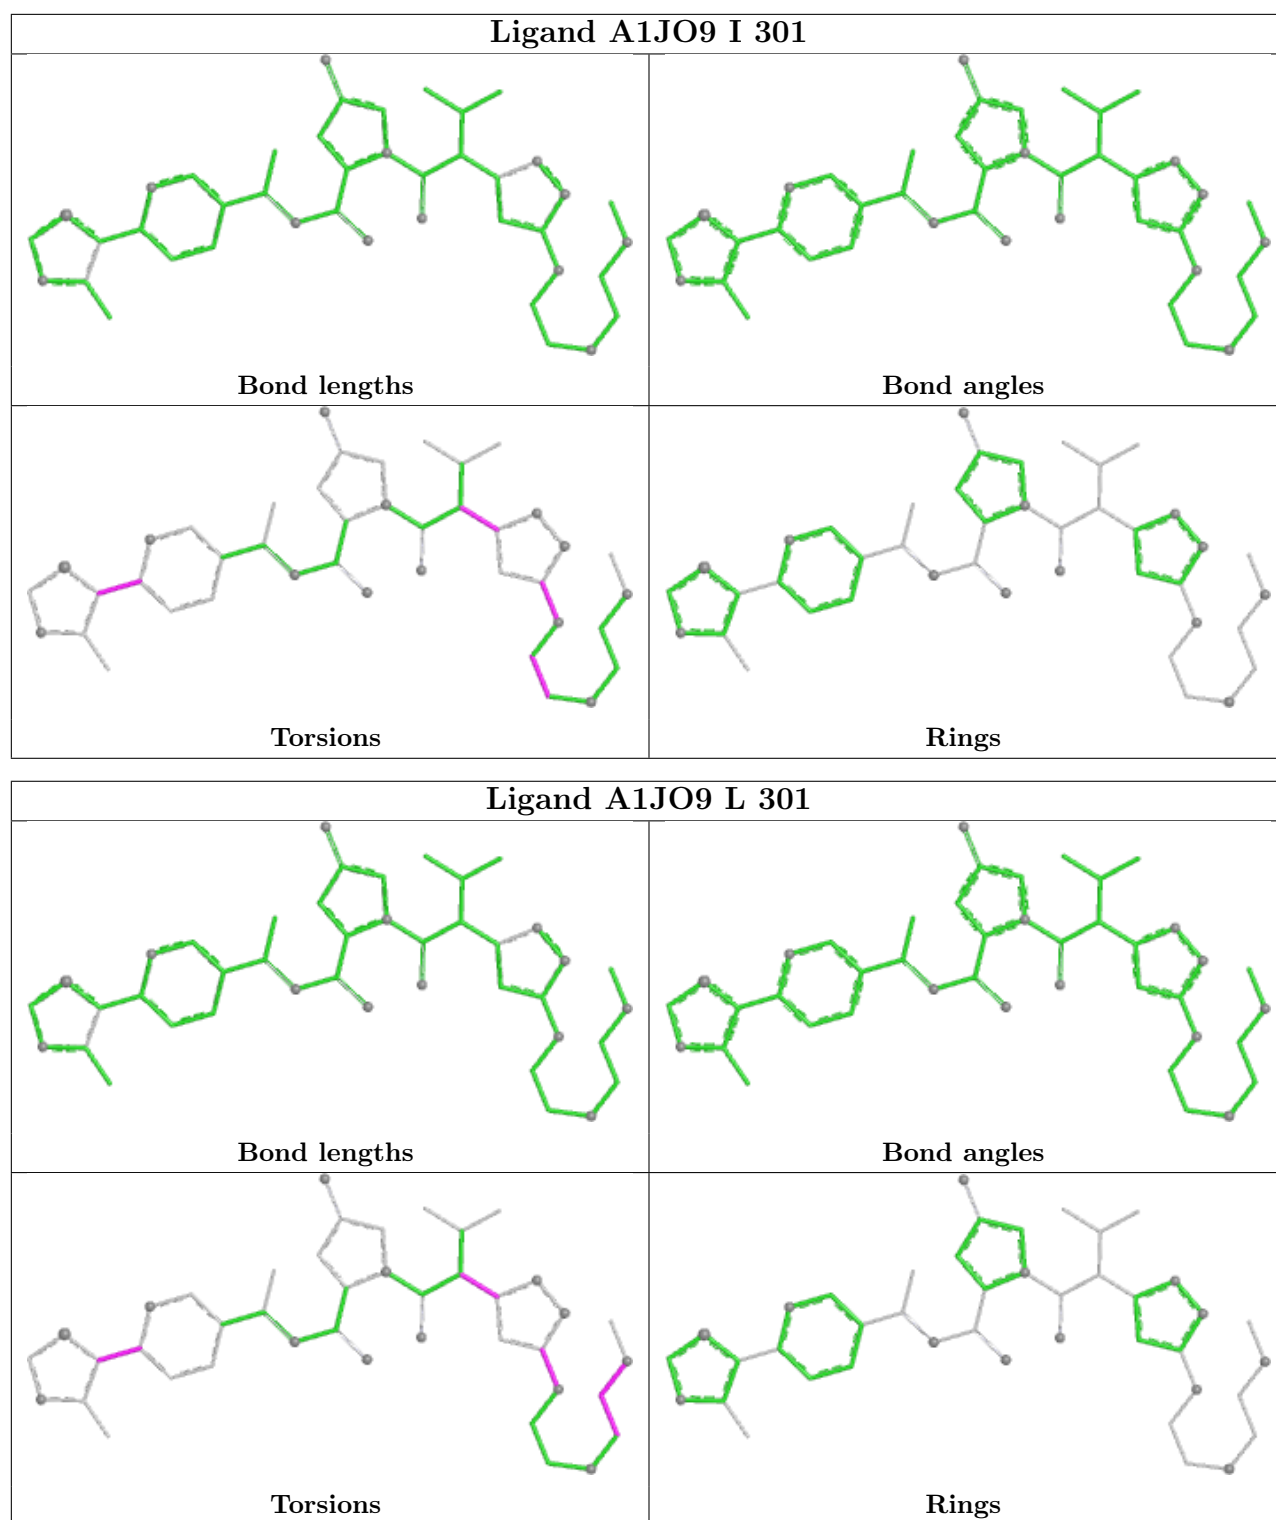 Ligand A1JO9 I 301
Bond lengths
Bond angles
Torsions
Rings
Ligand A1JO9 L 301
Bond lengths
Bond angles
Torsions
Rings